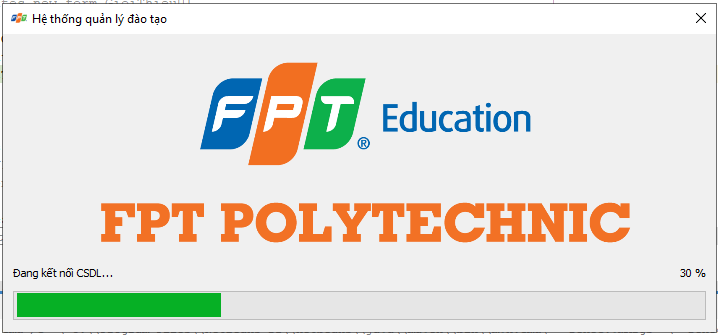 Hệ thống quản lý đào tạo
FPT® Education
FPT POLYTECHNIC
Đang kết nối CSDL... 30 %